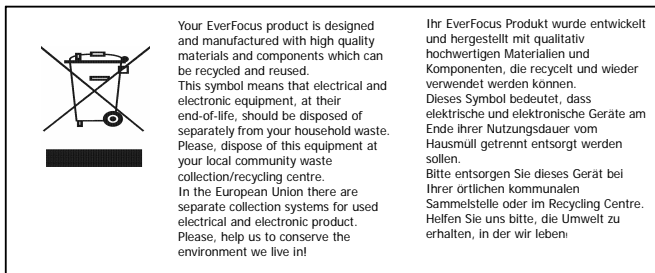 Your EverFocus product is designed
and manufactured with high quality
materials and components which can
be recycled and reused.
This symbol means that electrical and
electronic equipment, at their
end-of-life, should be disposed of
separately from your household waste.
Please, dispose of this equipment at
your local community waste
collection/recycling centre.
In the European Union there are
separate collection systems for used
electrical and electronic product.
Please, help us to conserve the
environment we live in!
Ihr EverFocus Produkt wurde entwickelt
und hergestellt mit qualitativ
hochwertigen Materialien und
Komponenten, die recycelt und wieder
verwendet werden können.
Dieses Symbol bedeutet, dass
elektrische und elektronische Geräte am
Ende ihrer Nutzungsdauer vom
Hausmüll getrennt entsorgt werden
sollen.
Bitte entsorgen Sie dieses Gerät bei
Ihrer örtlichen kommunalen
Sammelstelle oder im Recycling Centre.
Helfen Sie uns bitte, die Umwelt zu
erhalten, in der wir leben!